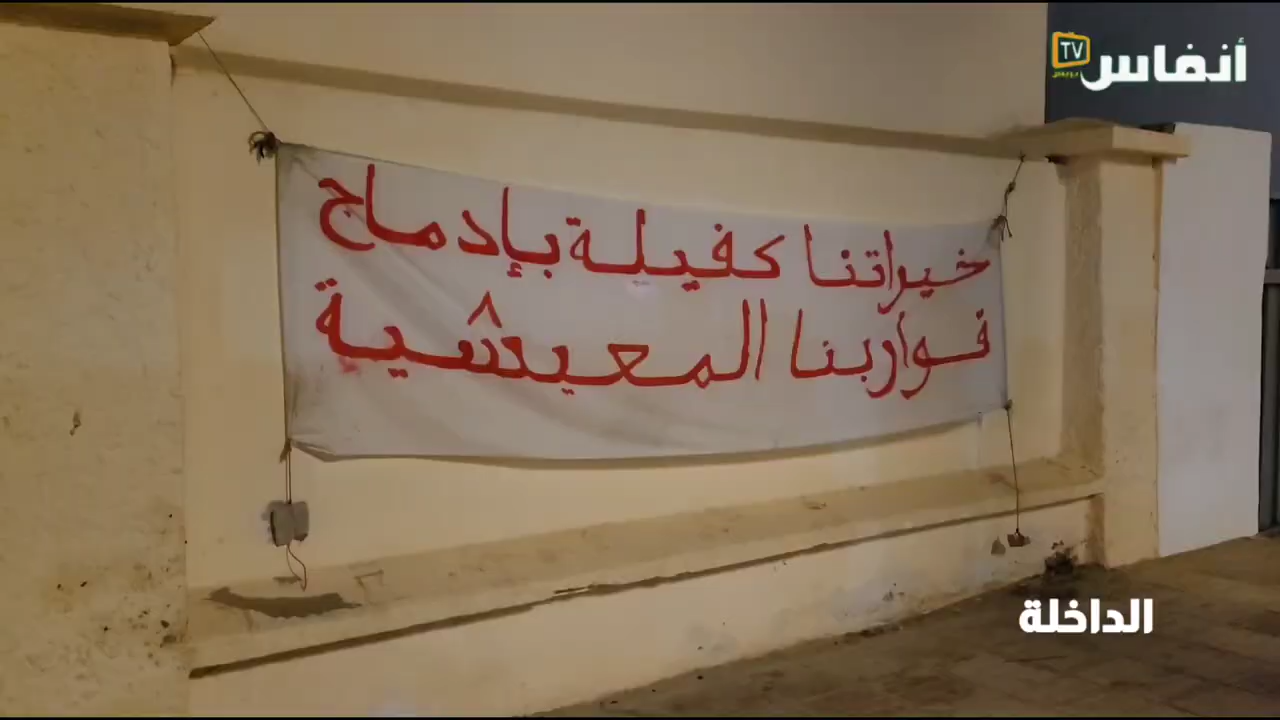 أنفاس
TV
خيراتنا كفيلة بإدماج
قواربنا المعيشية
الداخلة